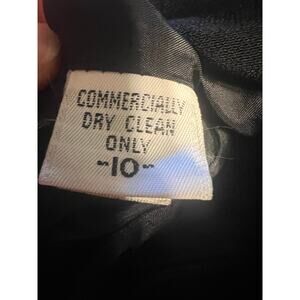 COMMERCIALLY
DRY CLEAN
ONLY
-10-